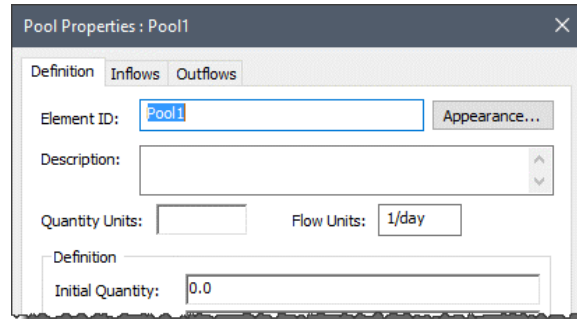 Pool Properties : Pool1
Definition Inflows Outflows
Element ID: Pool1 Appearance...
Description:
Quantity Units: Flow Units: 1/day
Definition
Initial Quantity: 0.0